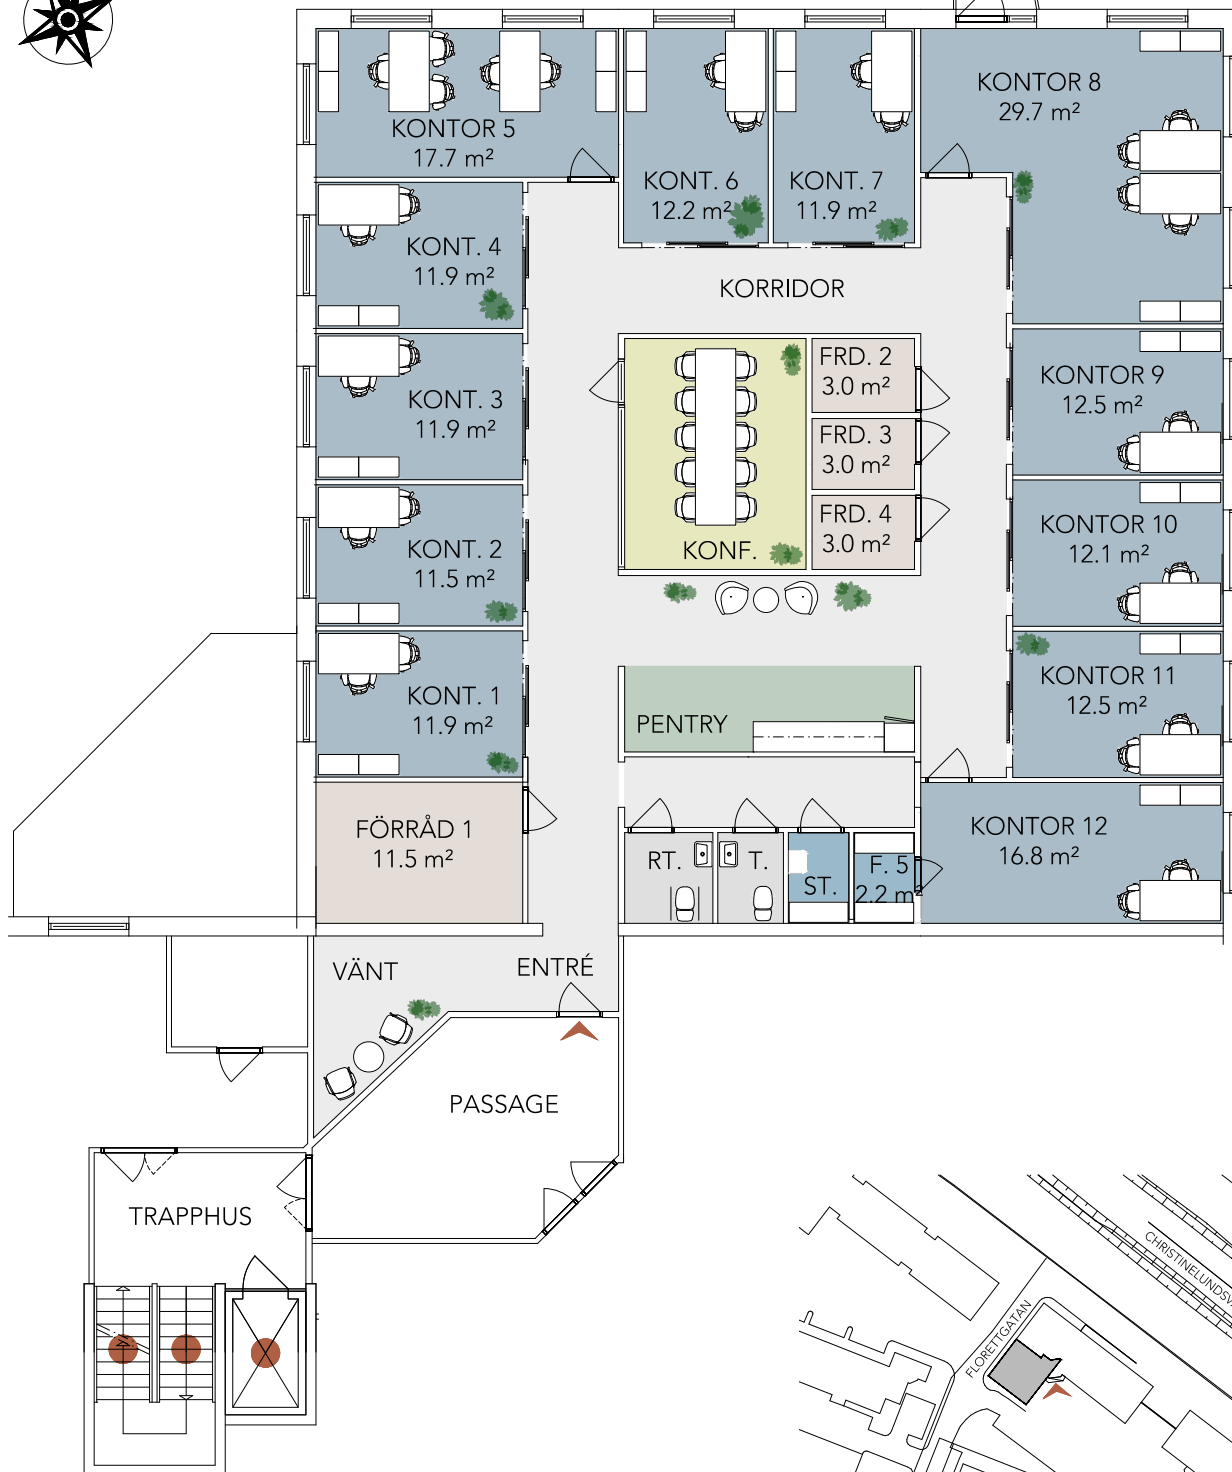 KONTOR 5
17.7 m²
KONT. 6
12.2 m²
KONT. 7
11.9 m²
KONTOR 8
29.7 m²
KONT. 4
11.9 m²
KORRIDOR
KONT. 3
11.9 m²
FRD. 2
3.0 m²
FRD. 3
3.0 m²
FRD. 4
3.0 m²
KONF.
KONTOR 9
12.5 m²
KONT. 2
11.5 m²
KONTOR 10
12.1 m²
KONT. 1
11.9 m²
PENTRY
KONTOR 11
12.5 m²
FÖRRÅD 1
11.5 m²
RT.
T.
ST.
F. 5
2.2 m²
KONTOR 12
16.8 m²
VÄNT
ENTRÉ
PASSAGE
TRAPPHUS
FLORETTGATAN